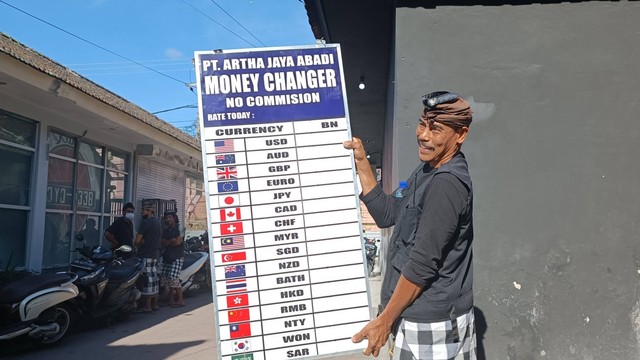 PT. ARTHA JAYA ABADI
MONEY CHANGER
NO COMMISION
RATE TODAY :
CURRENCY BN
USD
AUD
GBP
EURO
JPY
CAD
CHF
MYR
SGD
NZD
BATH
HKD
RMB
NTY
WON
SAR